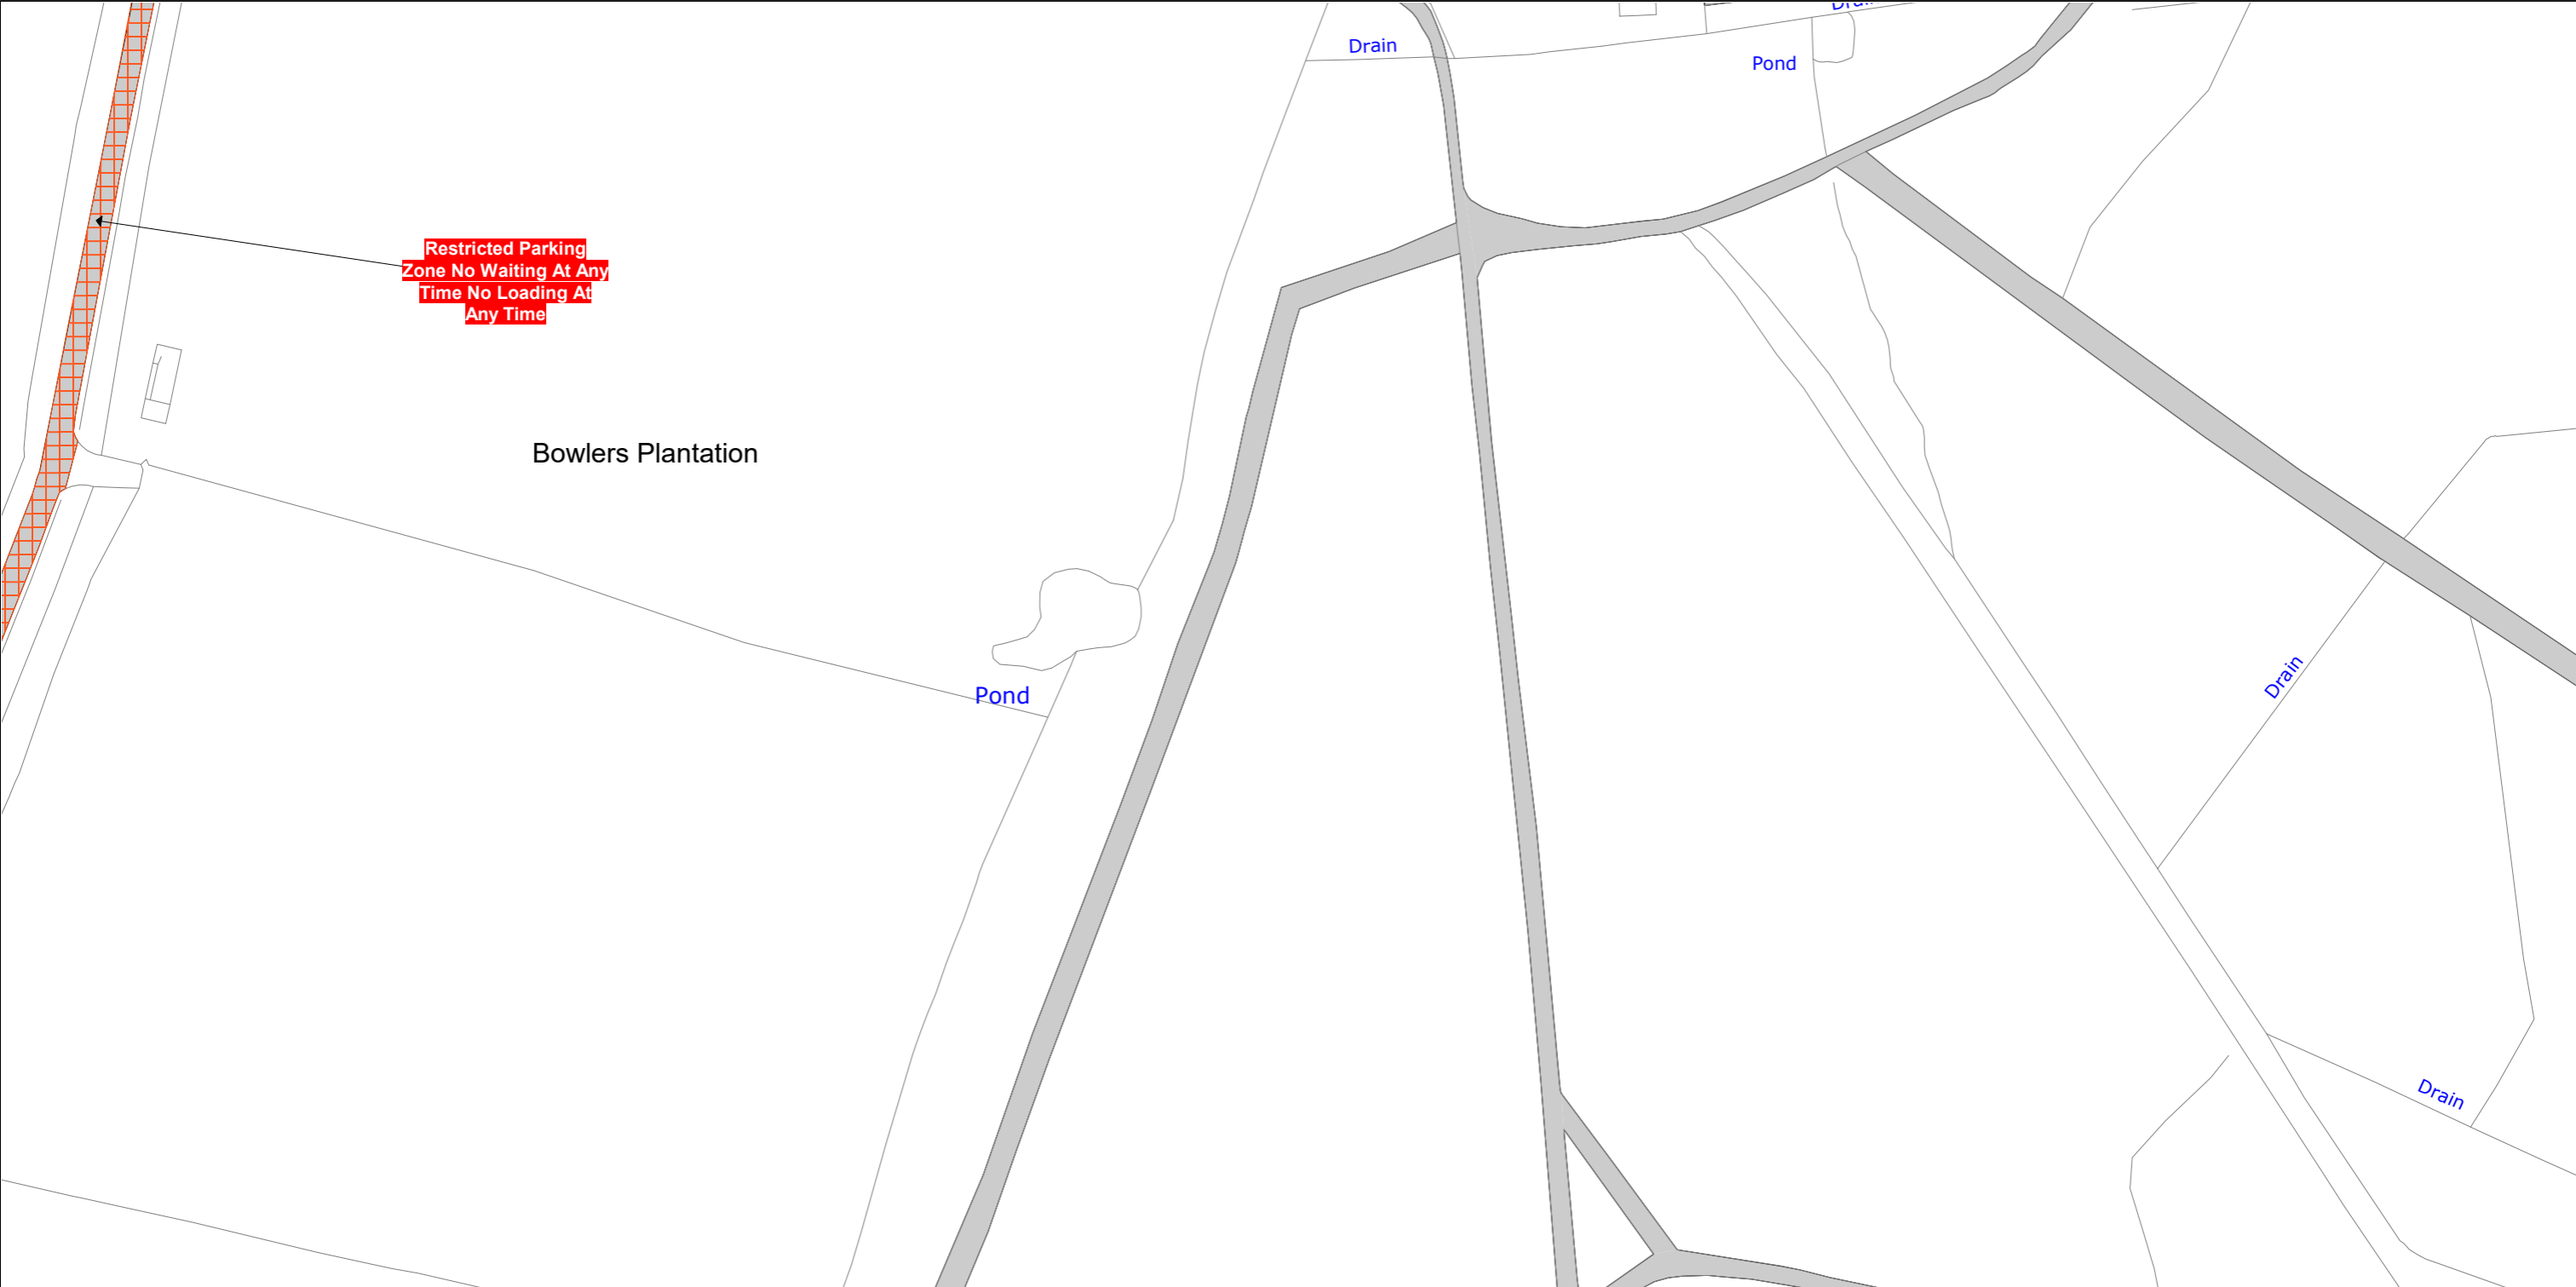 Drain
Pond
Restricted Parking
Zone No Waiting At Any
Time No Loading At
Any Time
Bowlers Plantation
Pond
Drain
Drain